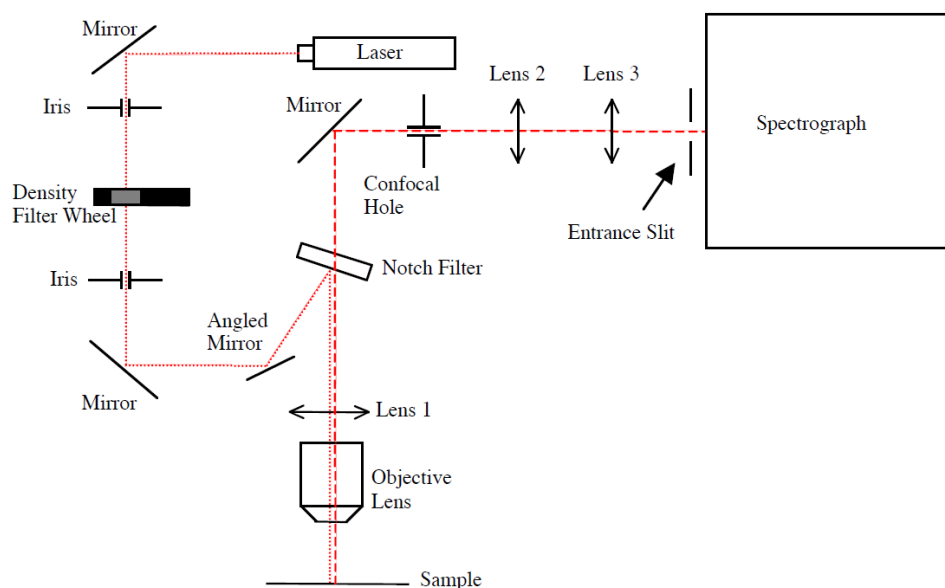 Mirror
Laser
Lens 2
Lens 3
Iris
Mirror
Spectrograph
Density
Filter Wheel
Confocal
Hole
Entrance Slit
Iris
Notch Filter
Angled
Mirror
Mirror
Lens 1
Objective
Lens
Sample